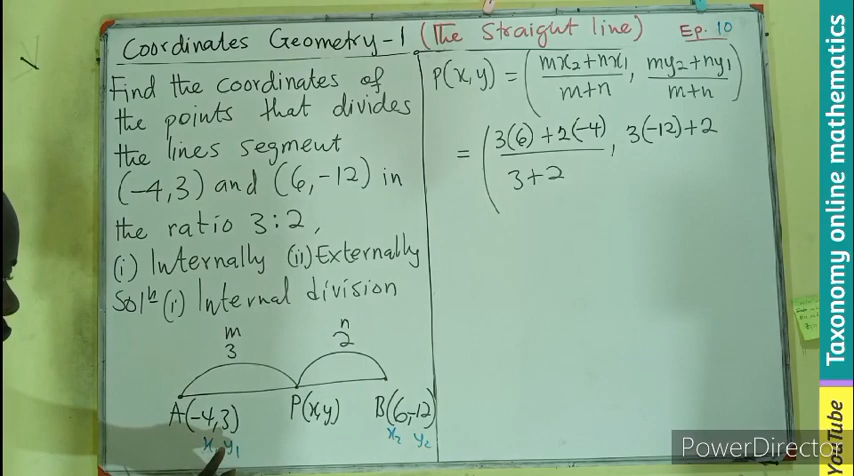 Coordinates Geometry-1 (The Straight line) Ep. 10
Find the coordinates of
the points that divides
the lines segment
(-4,3) and (6,-12) in
the ratio 3:2,
(i) Internally (ii) Externally
Solⁿ (i) Internal division
m n
3 2
A(-4,3) P(x,y) B(6,-12)
x₁ y₁ x₂ y₂
P(x,y) = ( mx₂+nx₁ / m+n , my₂+ny₁ / m+n )
= ( 3(6)+2(-4) / 3+2 , 3(-12)+2
Taxonomy online mathematics
YouTube
PowerDirector